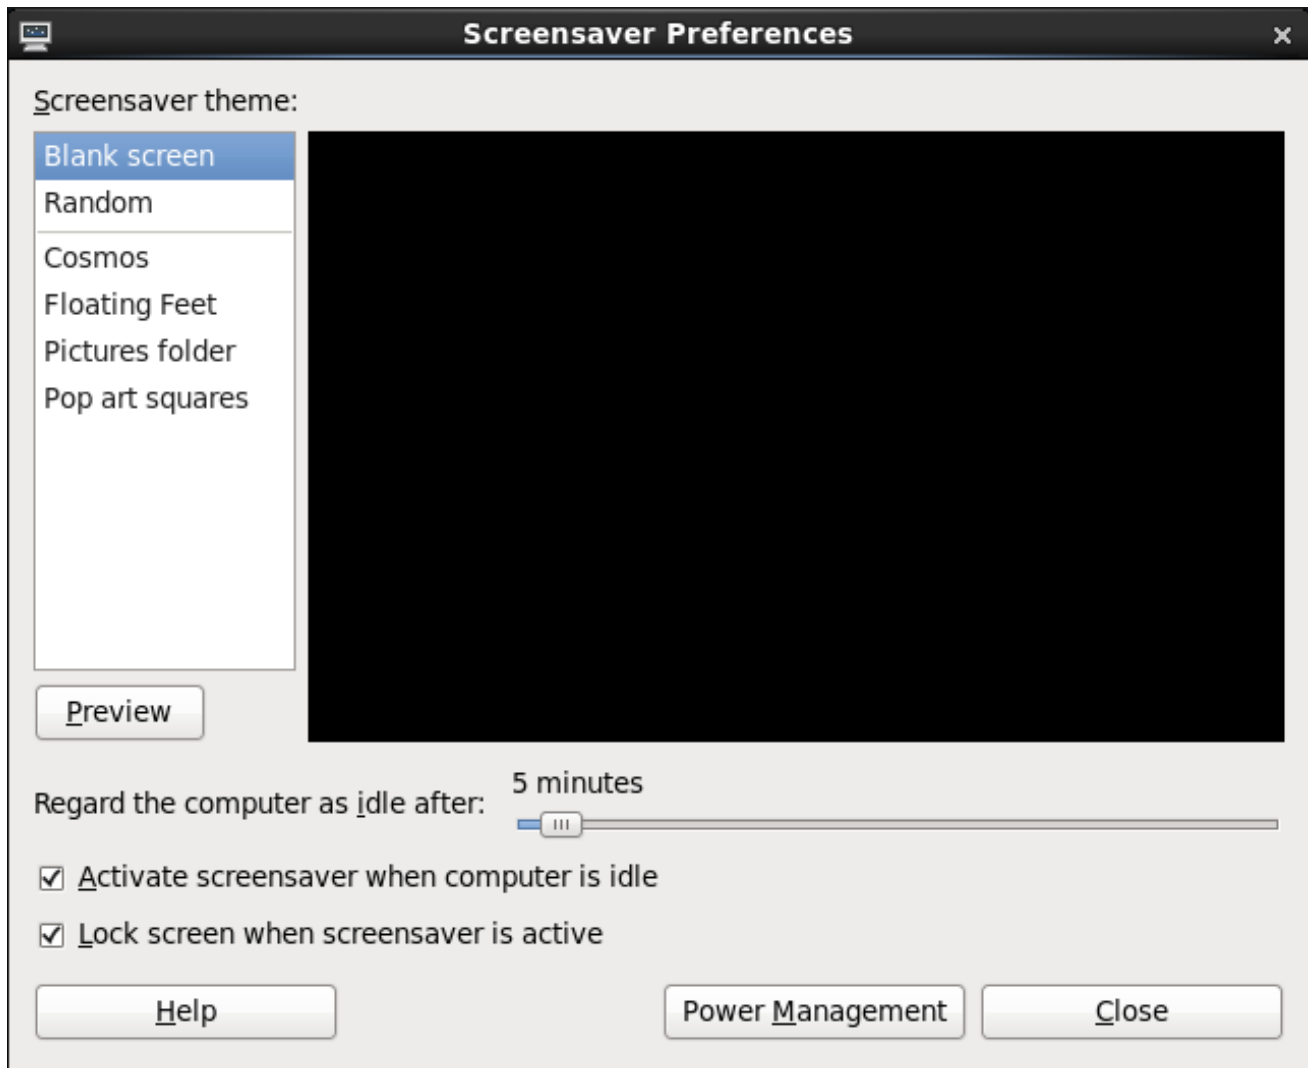 Screensaver Preferences
Screensaver theme:
Blank screen
Random
Cosmos
Floating Feet
Pictures folder
Pop art squares
Preview
Regard the computer as idle after:
5 minutes
Activate screensaver when computer is idle
Lock screen when screensaver is active
Help
Power Management
Close